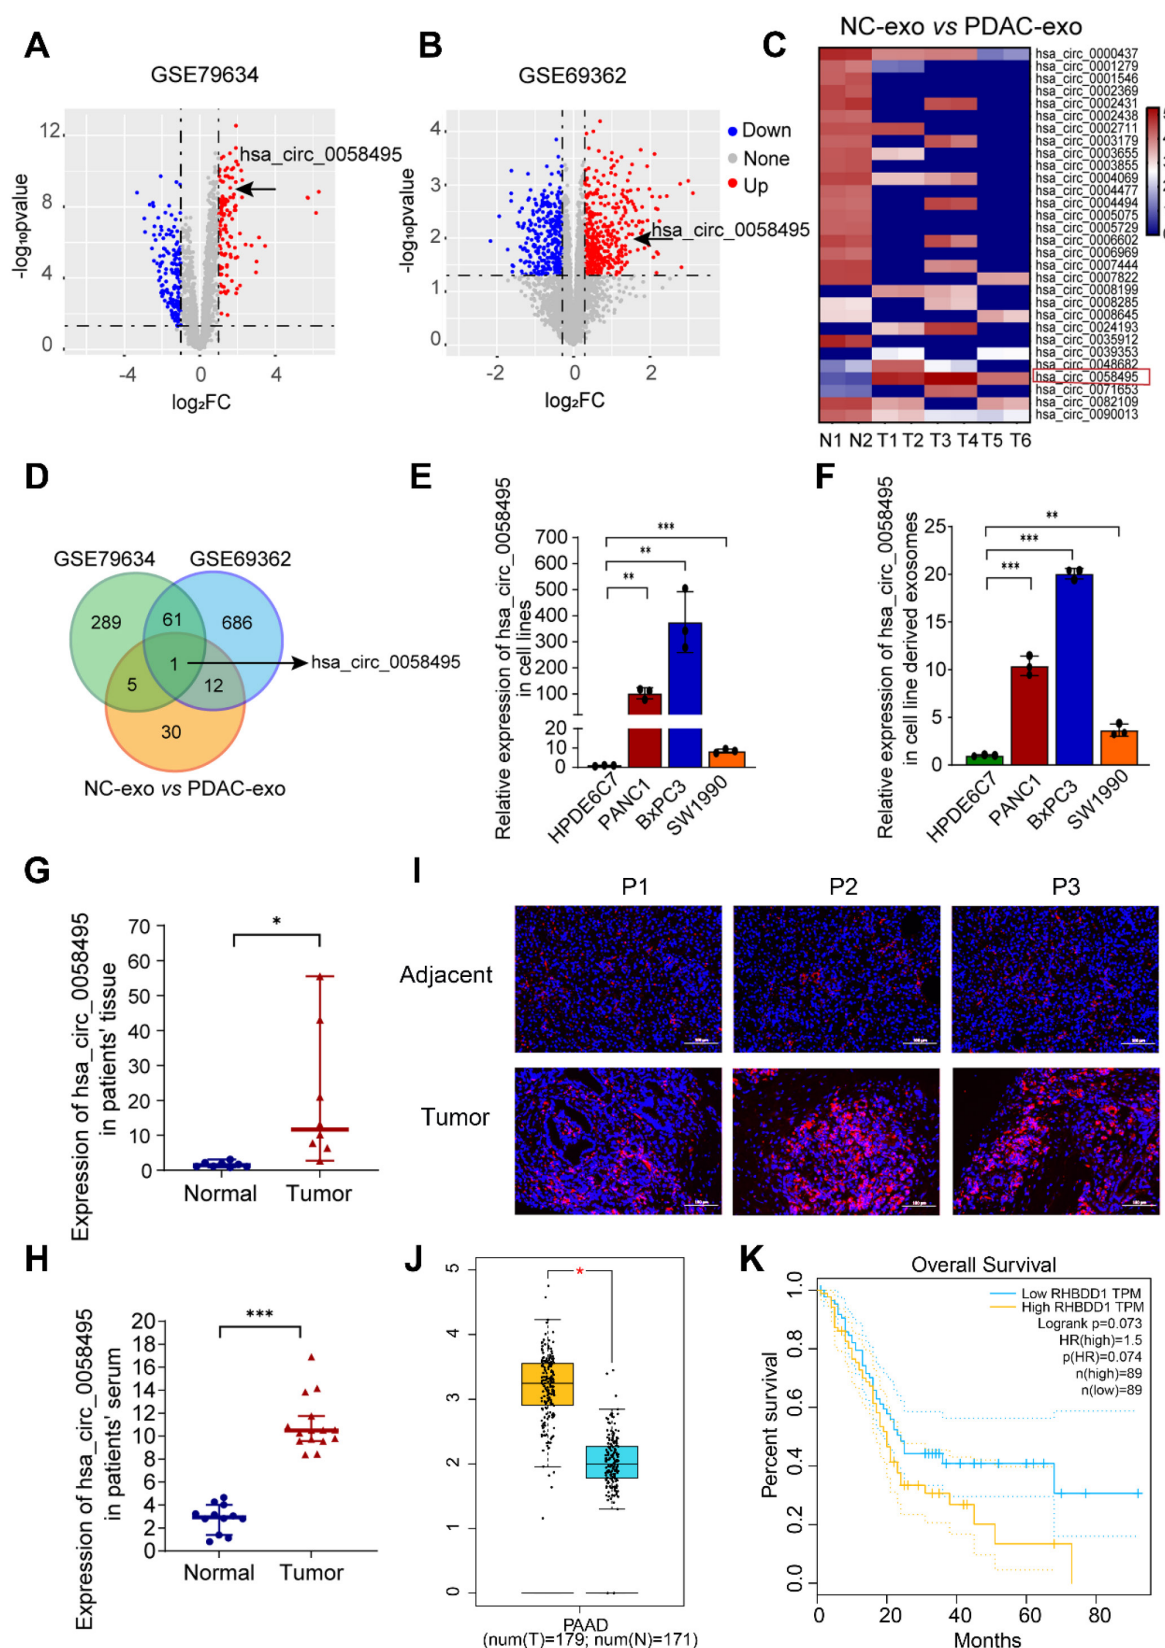 A
GSE79634
hsa_circ_0058495
-log₁₀pvalue
12
8
4
0
-4
0
4
log₂FC
B
GSE69362
Down
None
Up
hsa_circ_0058495
-log₁₀pvalue
4
3
2
1
0
-2
0
2
log₂FC
C
NC-exo vs PDAC-exo
hsa_circ_0000437
hsa_circ_0001279
hsa_circ_0001546
hsa_circ_0002369
hsa_circ_0002431
hsa_circ_0002438
hsa_circ_0002711
hsa_circ_0003179
hsa_circ_0003655
hsa_circ_0003855
hsa_circ_0004069
hsa_circ_0004477
hsa_circ_0004494
hsa_circ_0005075
hsa_circ_0005729
hsa_circ_0006602
hsa_circ_0006969
hsa_circ_0007444
hsa_circ_0007822
hsa_circ_0008199
hsa_circ_0008285
hsa_circ_0008645
hsa_circ_0024193
hsa_circ_0035912
hsa_circ_0039353
hsa_circ_0048682
hsa_circ_0058495
hsa_circ_0071653
hsa_circ_0082109
hsa_circ_0090013
N1 N2 T1 T2 T3 T4 T5 T6
D
GSE79634
GSE69362
289
61
686
1
hsa_circ_0058495
5
12
30
NC-exo vs PDAC-exo
E
Relative expression of hsa_circ_0058495
in cell lines
700
600
500
400
300
200
100
20
10
0
***
**
**
HPDE6C7
PANC1
BxPC3
SW1990
F
Relative expression of hsa_circ_0058495
in cell line derived exosomes
25
20
15
10
5
0
**
***
***
HPDE6C7
PANC1
BxPC3
SW1990
G
Expression of hsa_circ_0058495
in patients' tissue
70
60
50
40
30
20
10
0
*
Normal
Tumor
I
P1
P2
P3
Adjacent
Tumor
H
Expression of hsa_circ_0058495
in patients' serum
20
18
16
14
12
10
8
6
4
2
0
***
Normal
Tumor
J
5
4
3
2
1
0
*
PAAD
(num(T)=179; num(N)=171)
K
Overall Survival
Low RHBDD1 TPM
High RHBDD1 TPM
Logrank p=0.073
HR(high)=1.5
p(HR)=0.074
n(high)=89
n(low)=89
Percent survival
1.0
0.8
0.6
0.4
0.2
0.0
0 20 40 60 80
Months